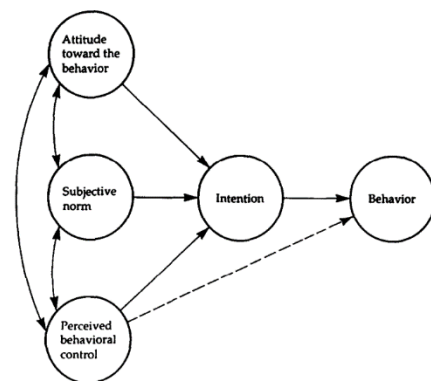 Attitude
toward the
behavior
Subjective
norm
Intention
Behavior
Perceived
behavioral
control